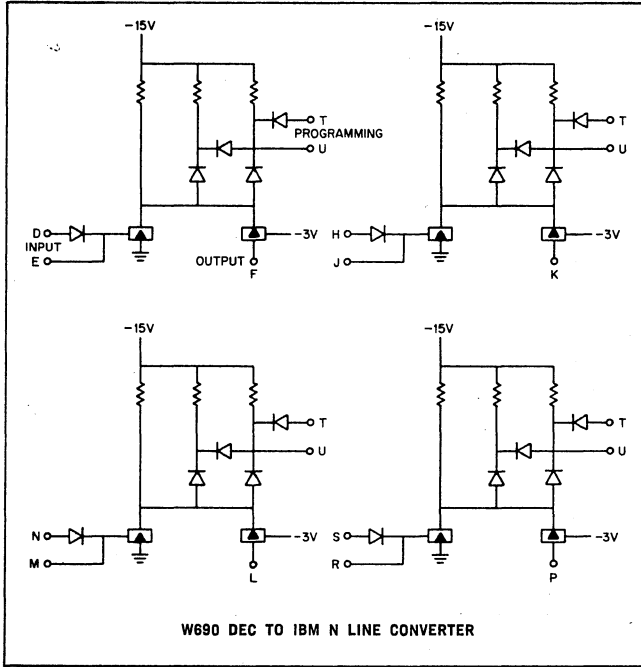 -15V
-15V
T
PROGRAMMING
U
T
U
D
INPUT
E
-3V
OUTPUT
F
H
J
-3V
K
-15V
-15V
T
U
T
U
N
M
-3V
L
S
R
-3V
P
W690 DEC TO IBM N LINE CONVERTER